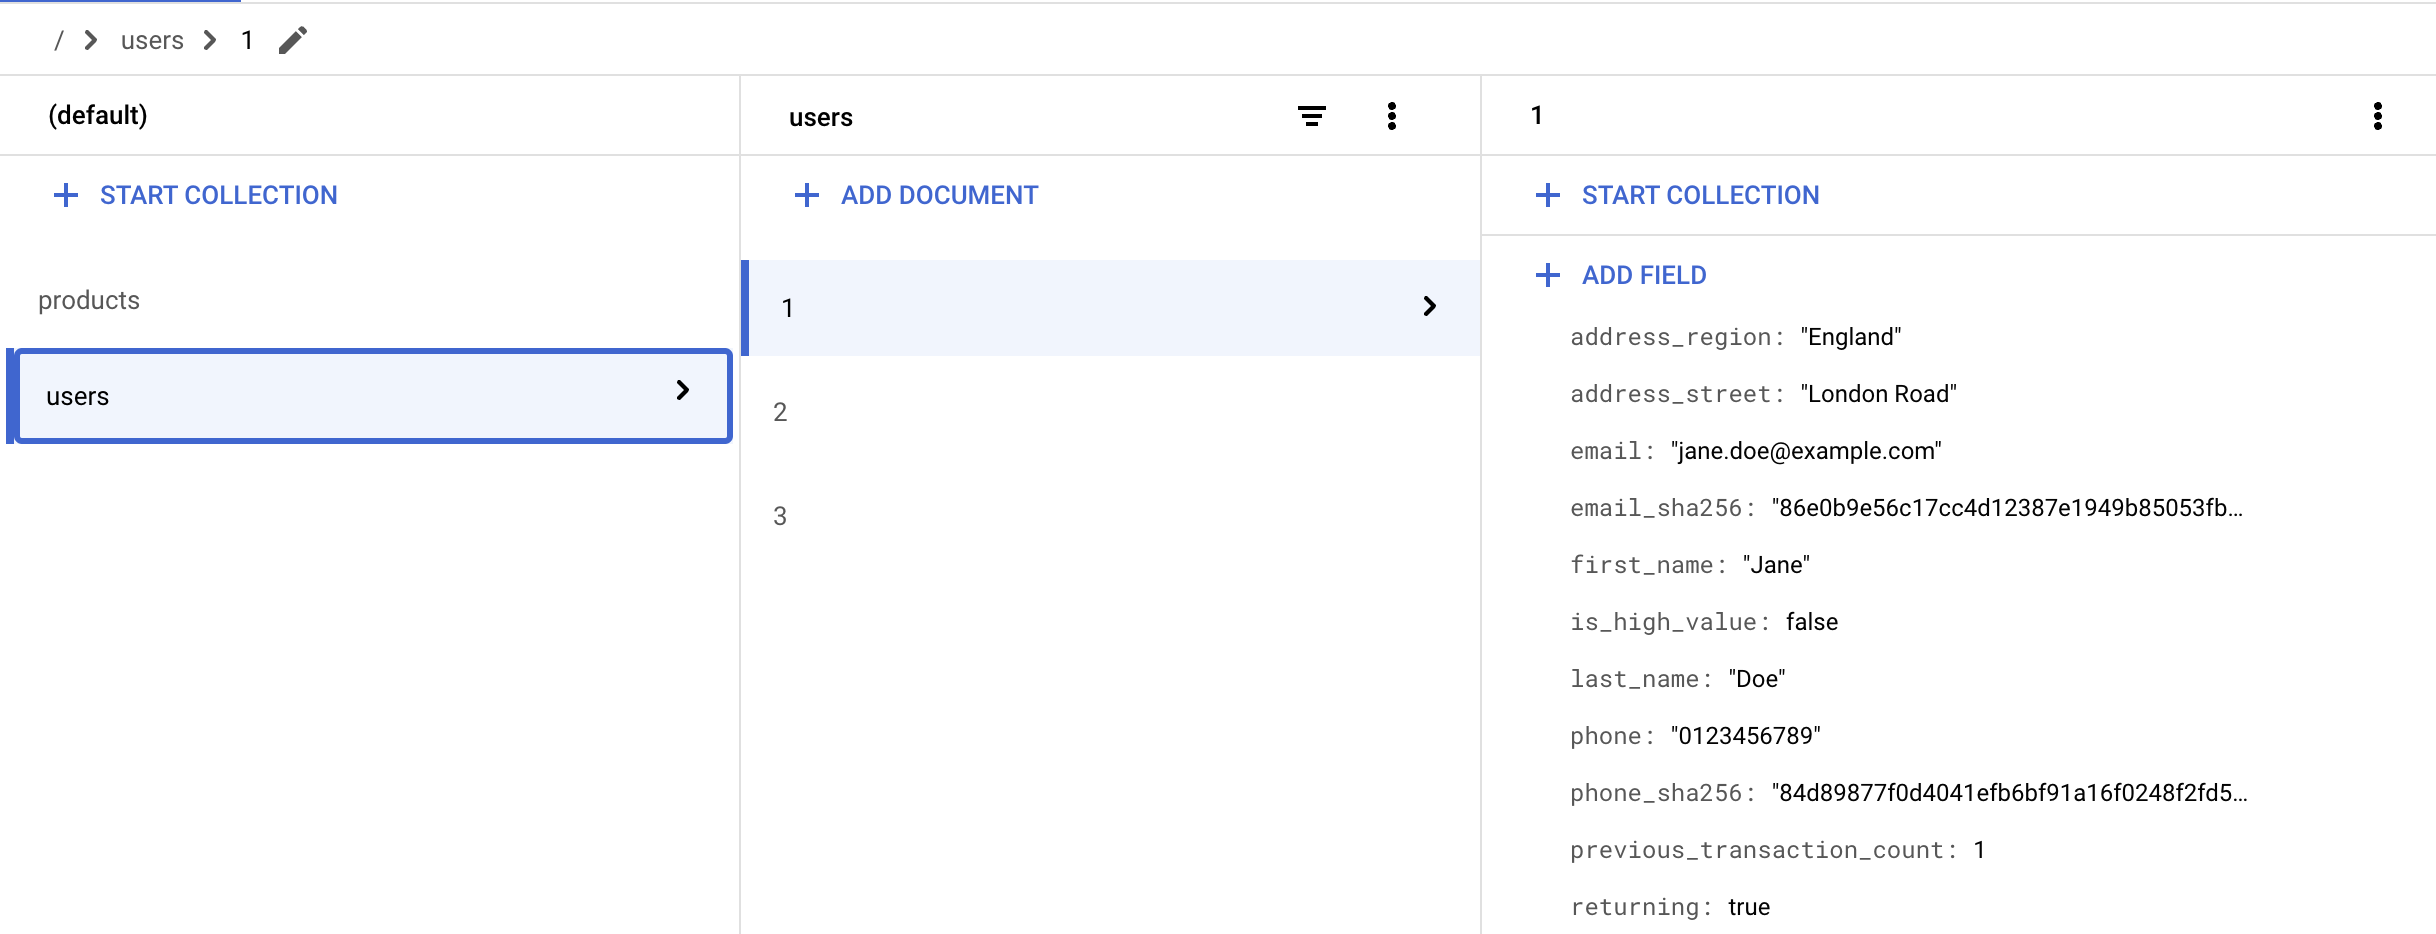 / users 1
(default)
START COLLECTION
products
users
users
ADD DOCUMENT
1
2
3
1
START COLLECTION
ADD FIELD
address_region: "England"
address_street: "London Road"
email: "jane.doe@example.com"
email_sha256: "86e0b9e56c17cc4d12387e1949b85053fb...
first_name: "Jane"
is_high_value: false
last_name: "Doe"
phone: "0123456789"
phone_sha256: "84d89877f0d4041efb6bf91a16f0248f2fd5...
previous_transaction_count: 1
returning: true